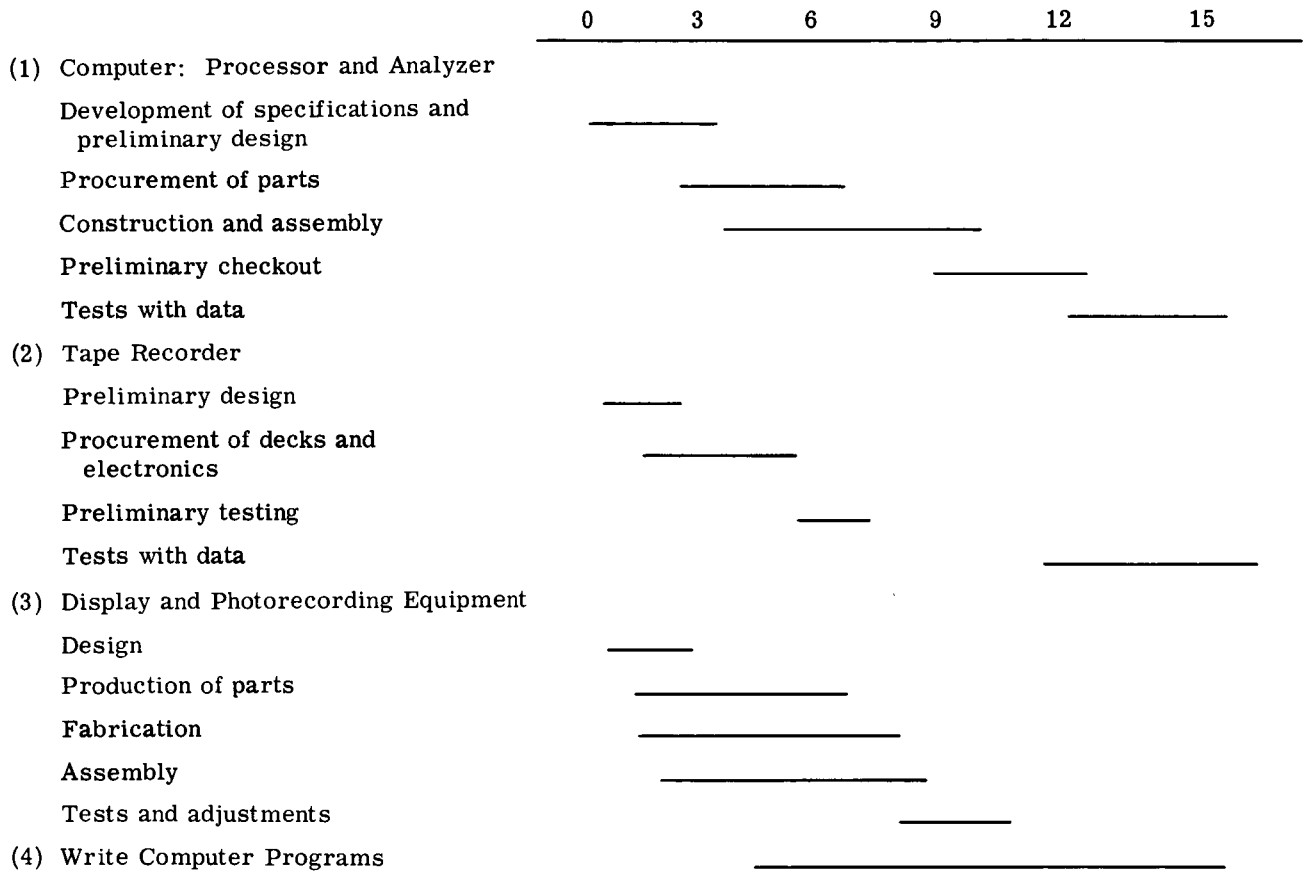 0 3 6 9 12 15
(1) Computer: Processor and Analyzer
Development of specifications and
preliminary design
Procurement of parts
Construction and assembly
Preliminary checkout
Tests with data
(2) Tape Recorder
Preliminary design
Procurement of decks and
electronics
Preliminary testing
Tests with data
(3) Display and Photorecording Equipment
Design
Production of parts
Fabrication
Assembly
Tests and adjustments
(4) Write Computer Programs